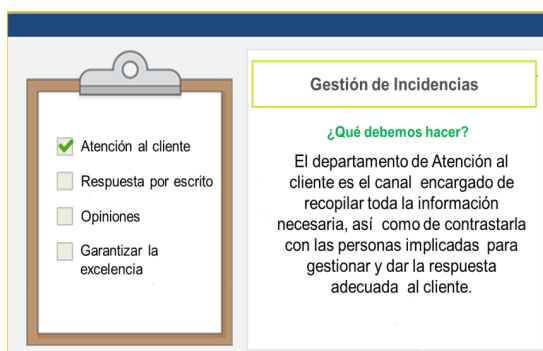 Atención al cliente
Respuesta por escrito
Opiniones
Garantizar la
excelencia
Gestión de Incidencias
¿Qué debemos hacer?
El departamento de Atención al
cliente es el canal encargado de
recopilar toda la información
necesaria, así como de contrastarla
con las personas implicadas para
gestionar y dar la respuesta
adecuada al cliente.